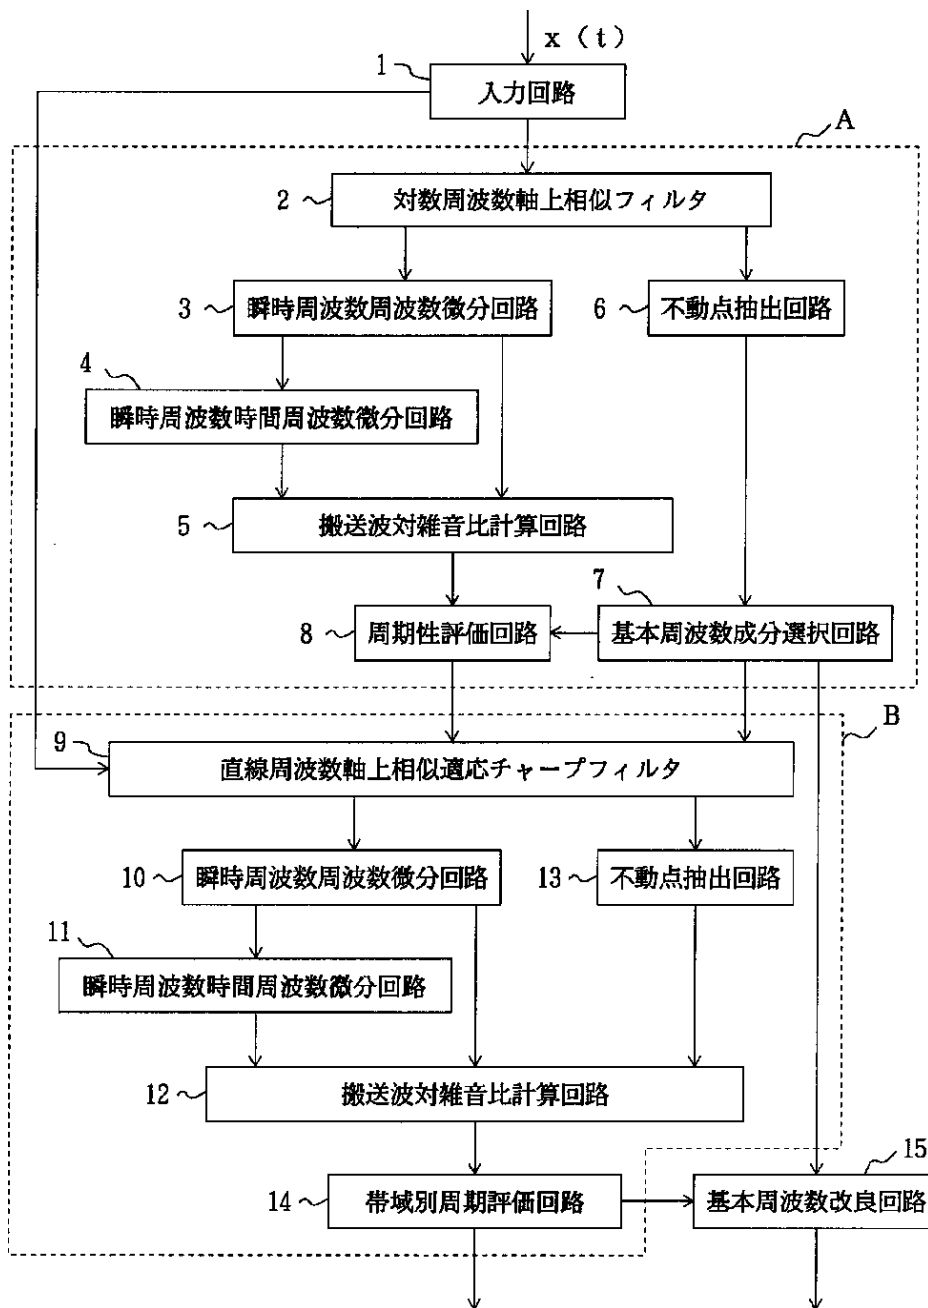 x（t）
1
入力回路
A
2
対数周波数軸上相似フィルタ
3
瞬時周波数周波数微分回路
6
不動点抽出回路
4
瞬時周波数時間周波数微分回路
5
搬送波対雑音比計算回路
7
8
周期性評価回路
基本周波数成分選択回路
B
9
直線周波数軸上相似適応チャープフィルタ
10
瞬時周波数周波数微分回路
13
不動点抽出回路
11
瞬時周波数時間周波数微分回路
12
搬送波対雑音比計算回路
15
14
帯域別周期評価回路
基本周波数改良回路